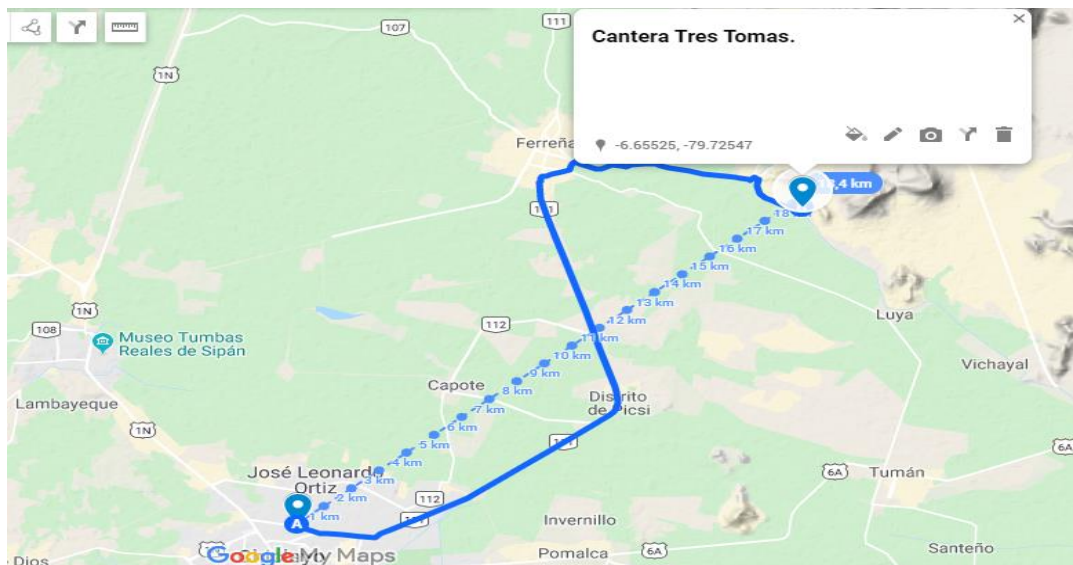 107
111
Cantera Tres Tomas.
-6.65525, -79.72547
1N
Ferreña
,4 km
18
17 km
16 km
15 km
14 km
13 km
12 km
11 km
10 km
9 km
8 km
7 km
6 km
5 km
4 km
3 km
2 km
1 km
Luya
1N
108
Museo Tumbas
Reales de Sipán
112
Vichayal
Capote
Distrito
de Picsi
Lambayeque
1N
6A
José Leonardo
Ortiz
112
6A
Tumán
A
Invernillo
Google My Maps
Pomalca
6A
Santeño
Dios